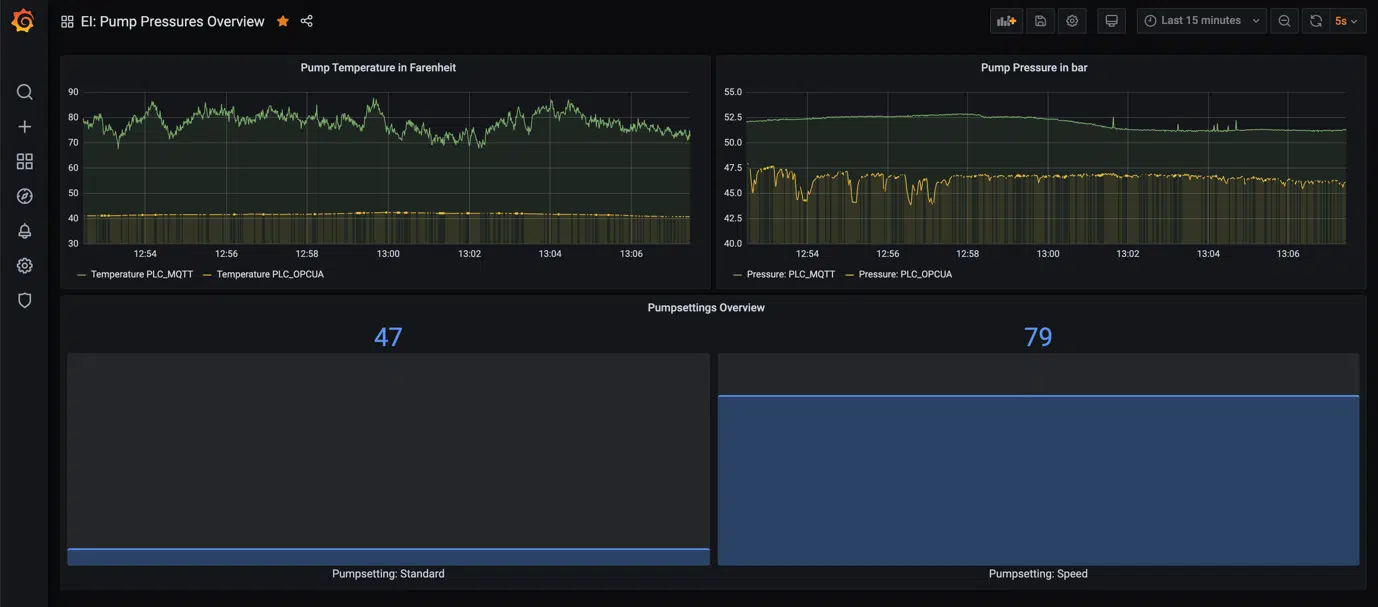 EI: Pump Pressures Overview
Last 15 minutes
5s
Pump Temperature in Farenheit
90
80
70
60
50
40
30
12:54 12:56 12:58 13:00 13:02 13:04 13:06
Temperature PLC_MQTT Temperature PLC_OPCUA
Pump Pressure in bar
55.0
52.5
50.0
47.5
45.0
42.5
40.0
12:54 12:56 12:58 13:00 13:02 13:04 13:06
Pressure: PLC_MQTT Pressure: PLC_OPCUA
Pumpsettings Overview
47
79
Pumpsetting: Standard
Pumpsetting: Speed